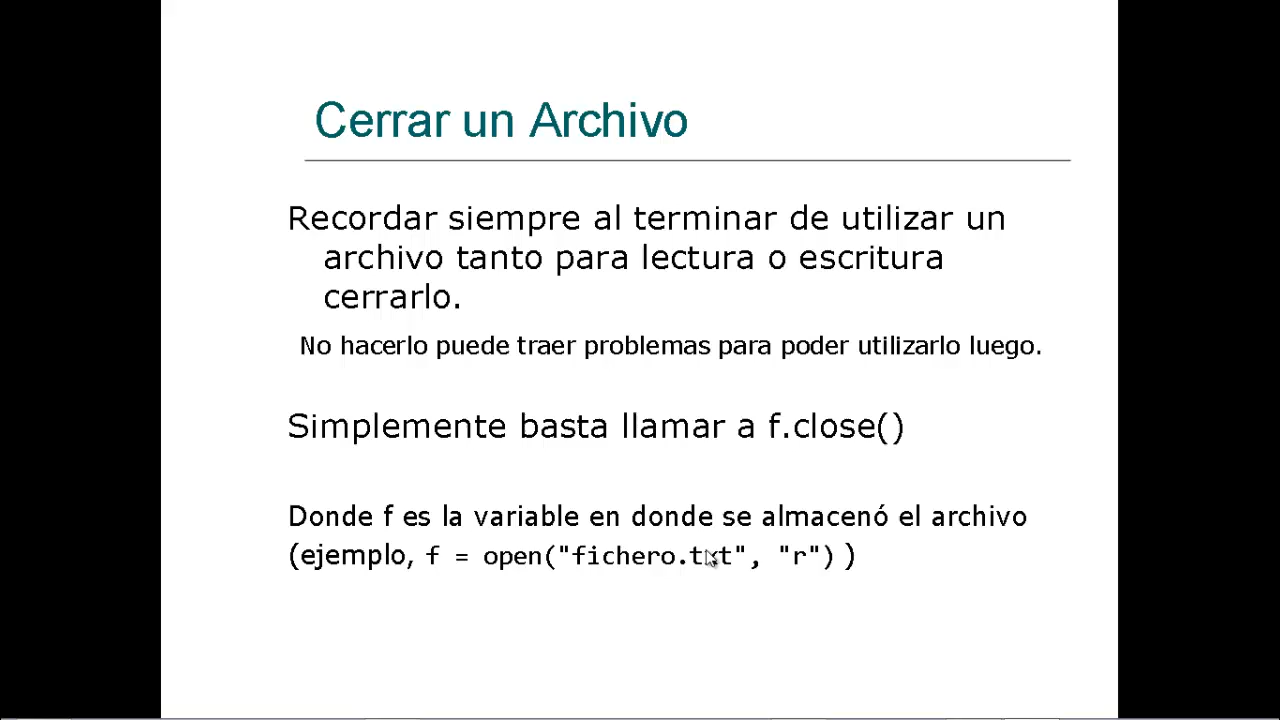 Cerrar un Archivo
Recordar siempre al terminar de utilizar un
archivo tanto para lectura o escritura
cerrarlo.
No hacerlo puede traer problemas para poder utilizarlo luego.
Simplemente basta llamar a f.close()
Donde f es la variable en donde se almacenó el archivo
(ejemplo, f = open("fichero.txt", "r") )